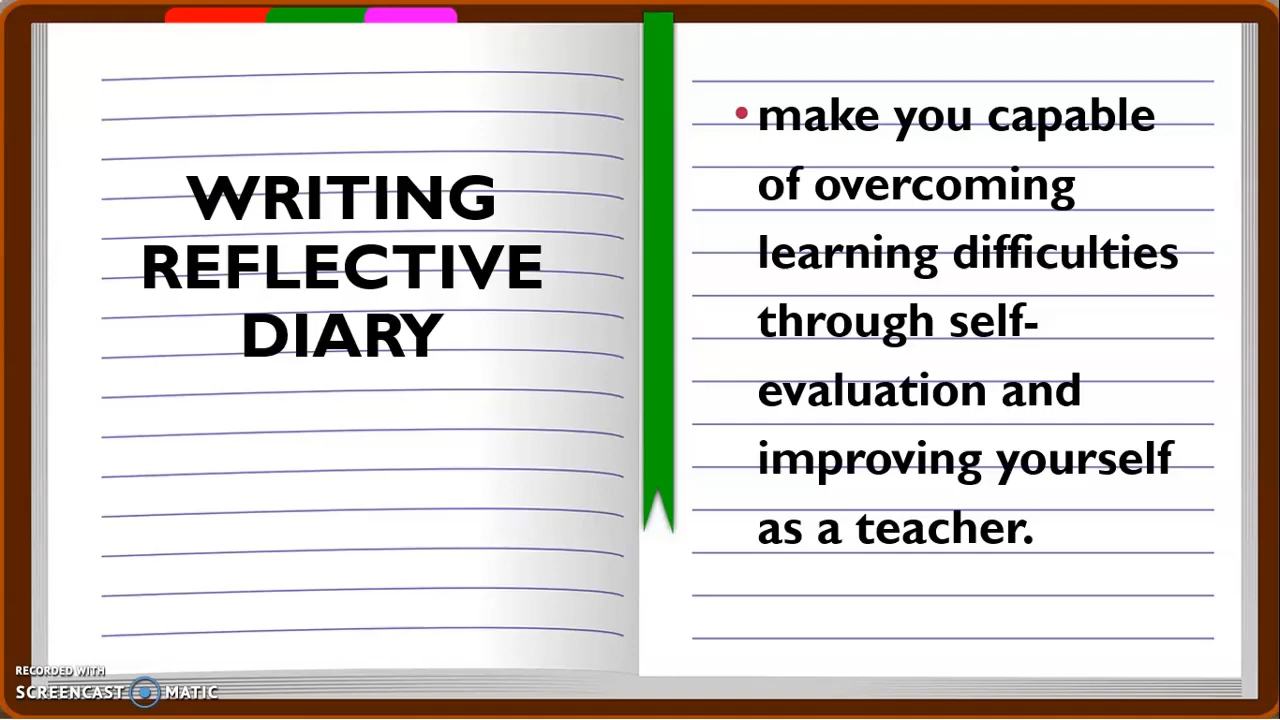 WRITING
REFLECTIVE
DIARY
• make you capable
of overcoming
learning difficulties
through self-
evaluation and
improving yourself
as a teacher.
RECORDED WITH
SCREENCAST MATIC